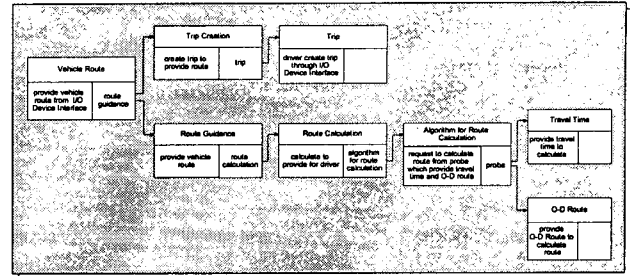 Trip Creation
create trip to
provide route
trip
Trip
driver create trip
through I/O
Device Interface
Vehicle Route
provide vehicle
route from I/O
Device Interface
route
guidance
Route Guidance
provide vehicle
route
route
calculation
Route Calculation
calculate to
provide for driver
algorithm
for route
calculation
Algorithm for Route
Calculation
request to calculate
route from probe
which provide travel
time and O-D route
probe
Travel Time
provide travel
time to
calculate
O-D Route
provide
O-D Route to
calculate
route